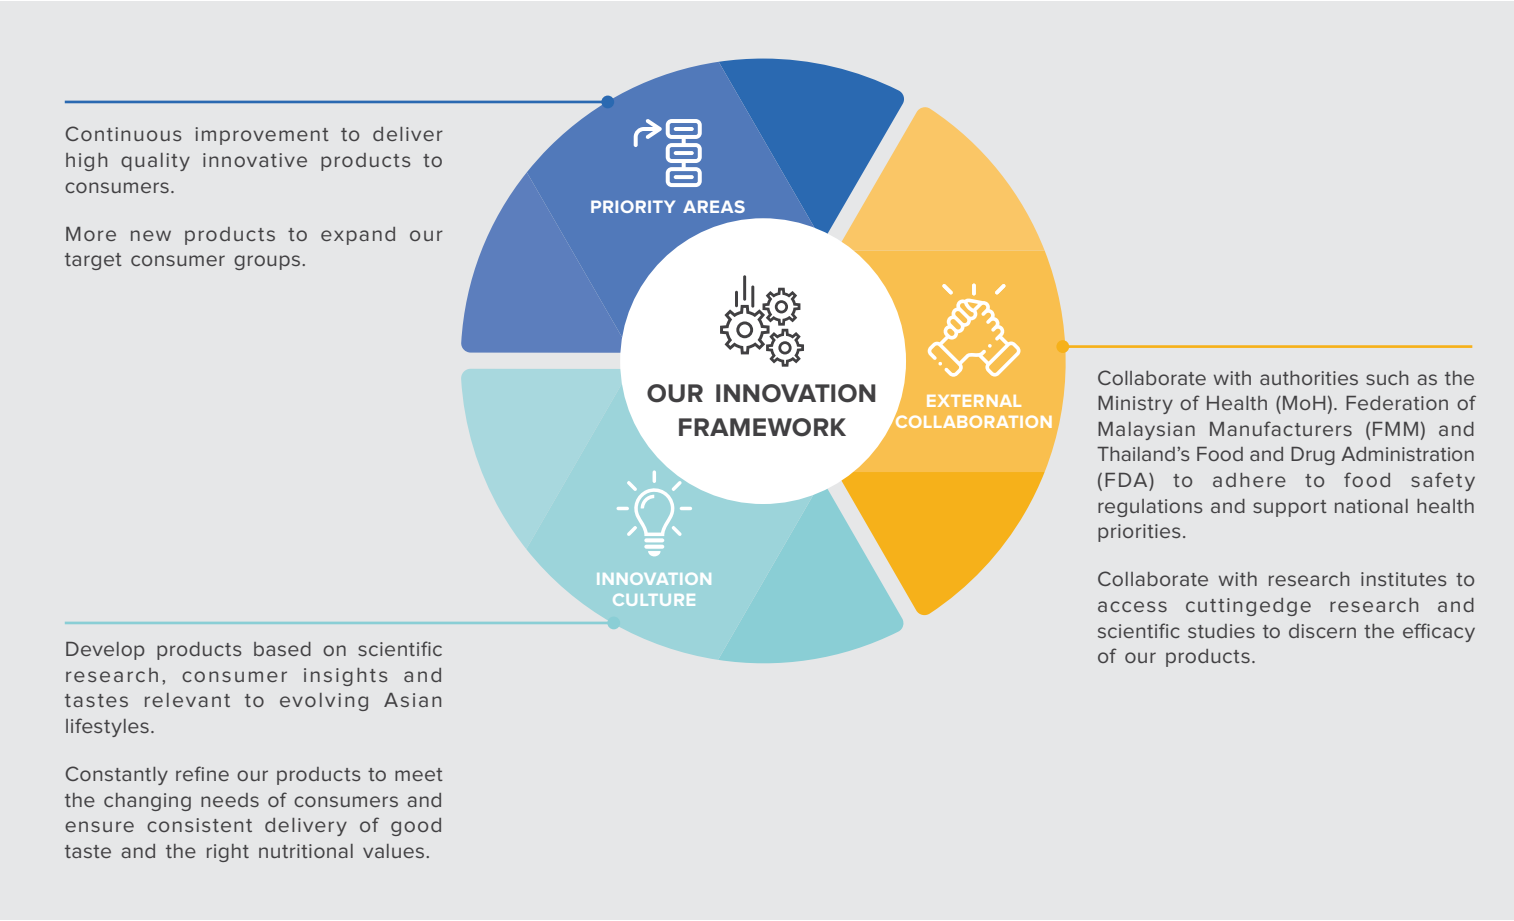 Continuous improvement to deliver
high quality innovative products to
consumers.
More new products to expand our
target consumer groups.
PRIORITY AREAS
OUR INNOVATION
FRAMEWORK
EXTERNAL
COLLABORATION
Collaborate with authorities such as the
Ministry of Health (MoH). Federation of
Malaysian Manufacturers (FMM) and
Thailand's Food and Drug Administration
(FDA) to adhere to food safety
regulations and support national health
priorities.
Collaborate with research institutes to
access cuttingedge research and
scientific studies to discern the efficacy
of our products.
INNOVATION
CULTURE
Develop products based on scientific
research, consumer insights and
tastes relevant to evolving Asian
lifestyles.
Constantly refine our products to meet
the changing needs of consumers and
ensure consistent delivery of good
taste and the right nutritional values.